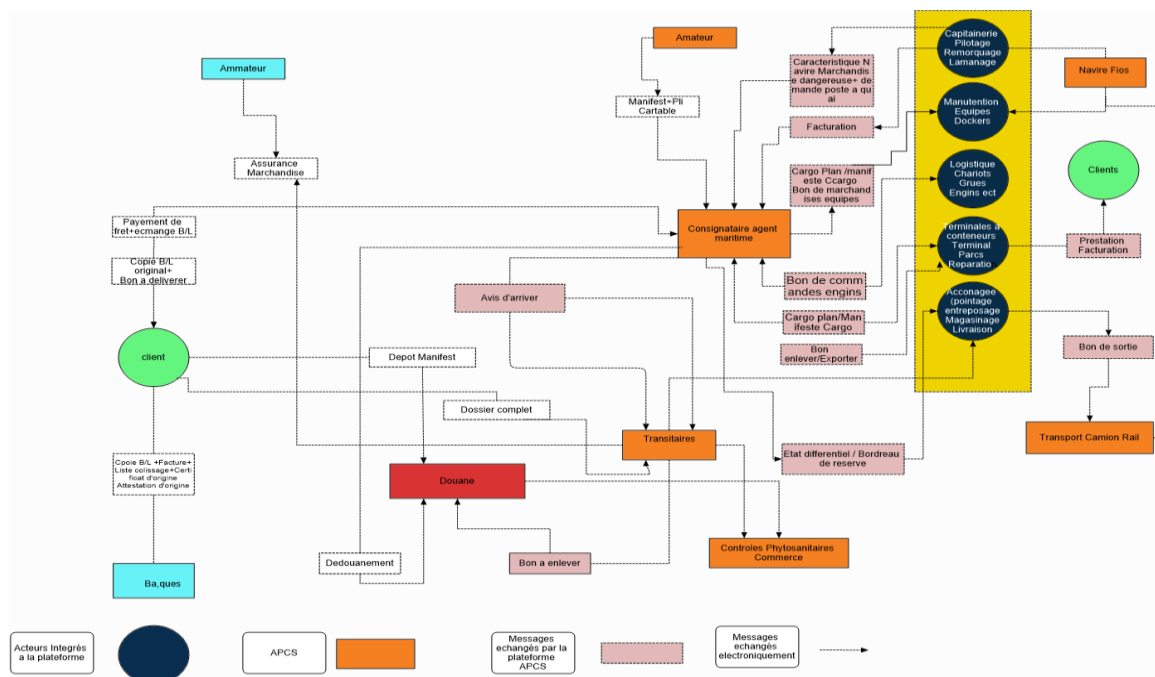 Ammateur
Assurance
Marchandise
Amateur
Manifest+Pli
Cartable
Caracteristique N
avire Marchandis
e dangereuse+ de
mande poste a qu
ai
Facturation
Cargo Plan /manif
este Ccargo
Bon de marchand
ises equipes
Capitainerie
Pilotage
Remorquage
Lamanage
Manutention
Equipes
Dockers
Logistique
Chariots
Grues
Engins ect
Terminales à
conteneurs
Terminal
Parcs
Reparatio
Acconagee
(pointage
entreposage
Magasinage
Livraison
Navire Fios
Clients
Prestation
Facturation
Bon de sortie
Transport Camion Rail
Payement de
fret+ecmange B/L
Copie B/L
original+
Bon a deliverer
client
Cpoie B/L +Facture+
Liste colissage+Certi
ficat d'origine
Attestation d'origine
Ba,ques
Consignataire agent
maritime
Avis d'arriver
Bon de comm
andes engins
Cargo plan/Man
ifeste Cargo
Bon
enlever/Exporter
Depot Manifest
Dossier complet
Transitaires
Etat differentiel / Bordreau
de reserve
Douane
Dedouanement
Bon a enlever
Controles Phytosanitaires
Commerce
Acteurs Integrés
a la plateforme
APCS
Messages
echangés par la
plateforme
APCS
Messages
echangés
electroniquement